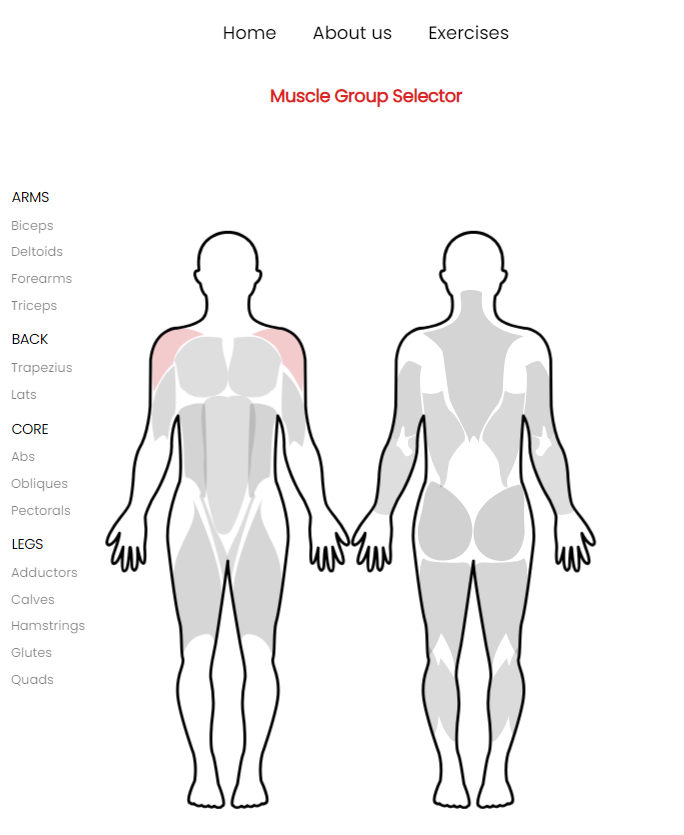 Home About us Exercises
Muscle Group Selector
ARMS
Biceps
Deltoids
Forearms
Triceps
BACK
Trapezius
Lats
CORE
Abs
Obliques
Pectorals
LEGS
Adductors
Calves
Hamstrings
Glutes
Quads